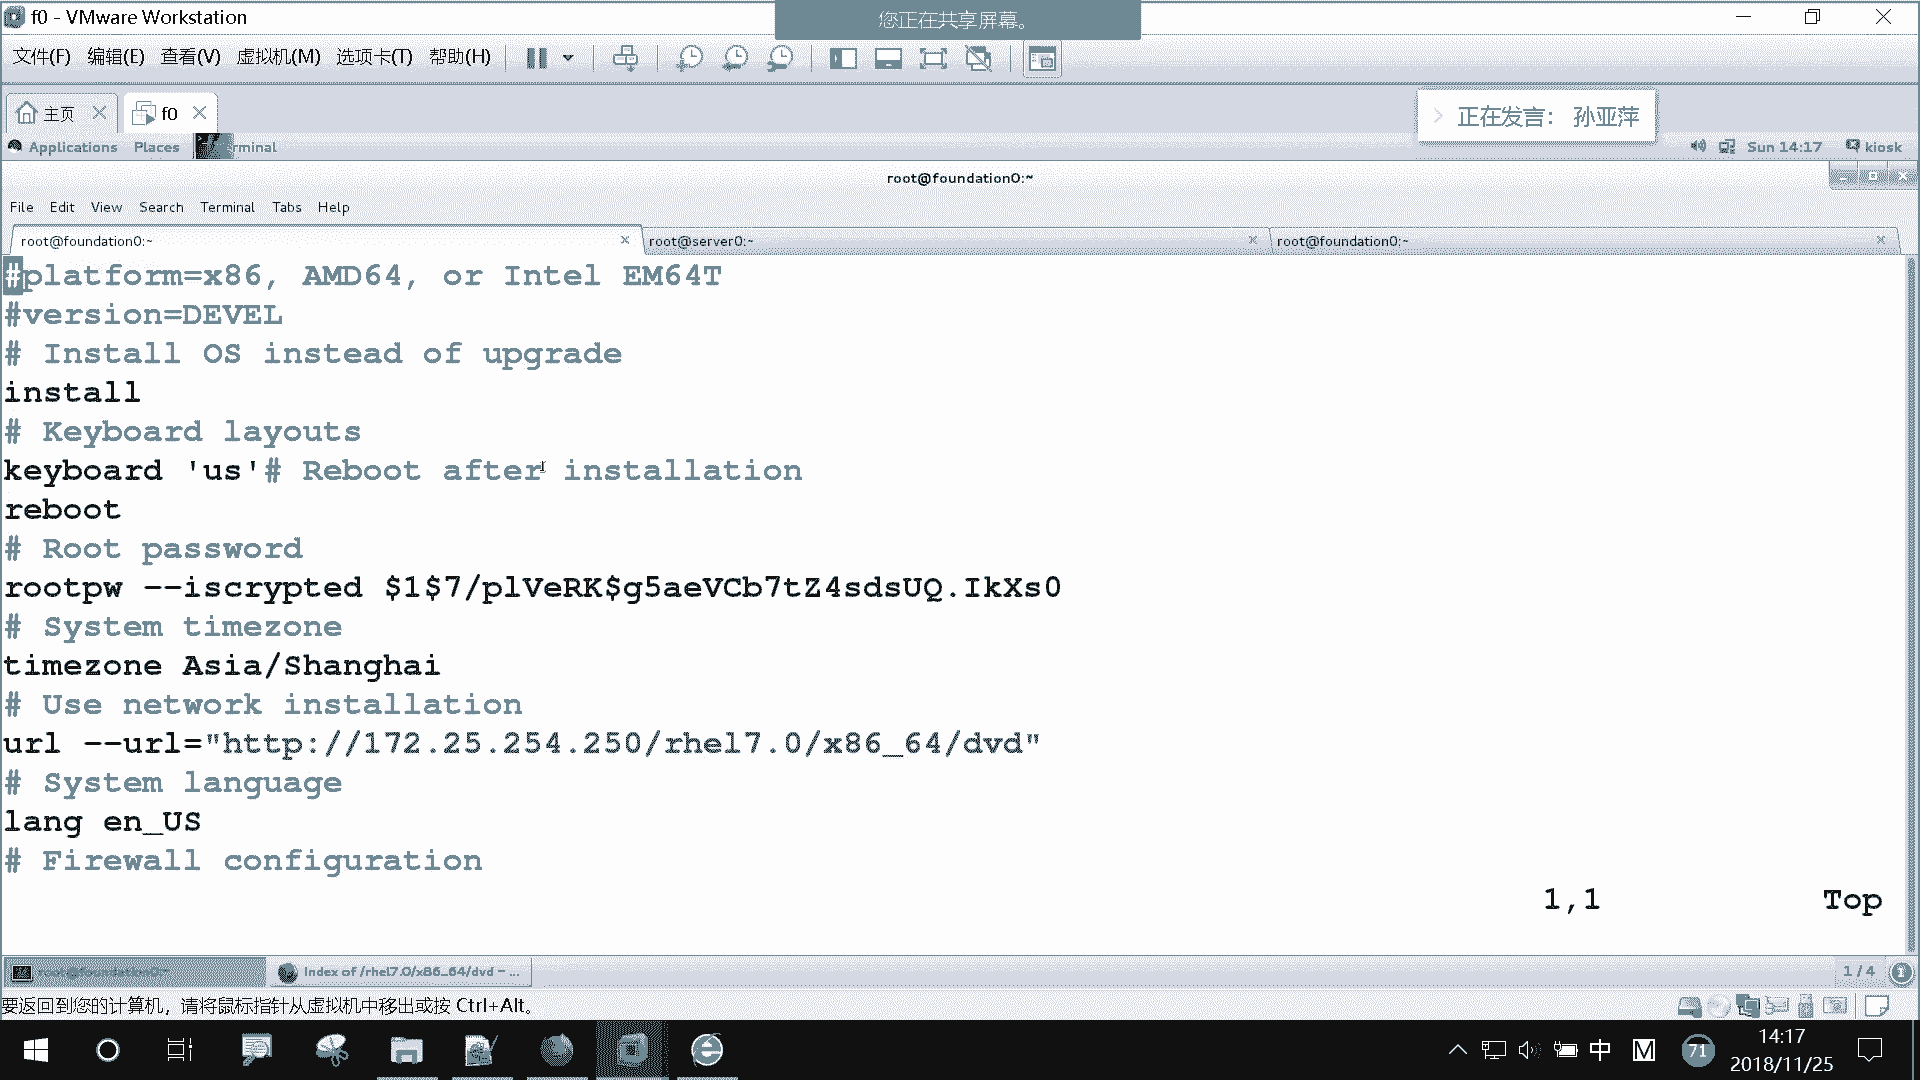 f0 - VMware Workstation
您正在共享屏幕。
文件(F) 编辑(E) 查看(V) 虚拟机(M) 选项卡(T) 帮助(H)
主页 f0
正在发言： 孙亚萍
Applications Places rminal Sun 14:17 kiosk
root@foundation0:~
File Edit View Search Terminal Tabs Help
root@foundation0:~ root@server0:~ root@foundation0:~
#platform=x86, AMD64, or Intel EM64T
#version=DEVEL
# Install OS instead of upgrade
install
# Keyboard layouts
keyboard 'us'# Reboot after installation
reboot
# Root password
rootpw --iscrypted $1$7/plVeRK$g5aeVCb7tZ4sdsUQ.IkXs0
# System timezone
timezone Asia/Shanghai
# Use network installation
url --url="http://172.25.254.250/rhel7.0/x86_64/dvd"
# System language
lang en_US
# Firewall configuration
1,1 Top
root@foundation0:~ Index of /rhel7.0/x86_64/dvd – ... 1 / 4 1
要返回到您的计算机，请将鼠标指针从虚拟机中移出或按 Ctrl+Alt。
中 M 71 14:17
2018/11/25